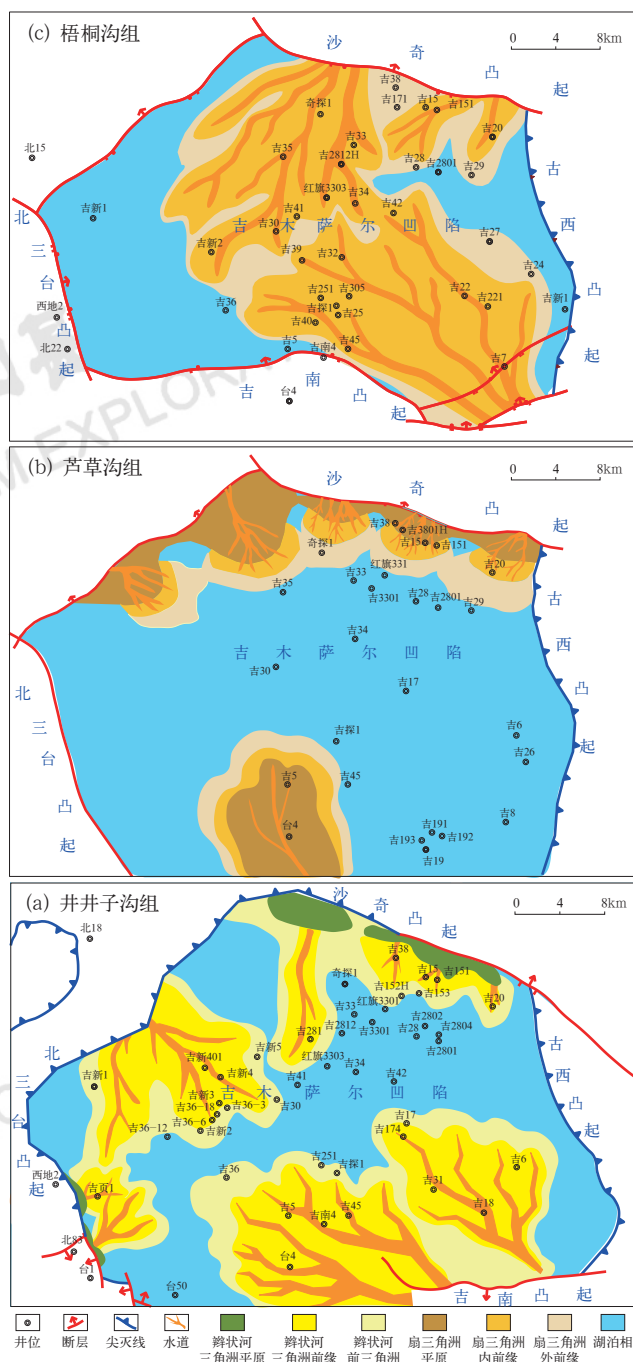 (c) 梧桐沟组
沙奇凸起
0 4 8km
吉38
吉171
吉15
吉151
奇探1
吉20
吉33
北15
吉35
吉2812H
吉28
吉2801
吉29
红旗3303
吉34
吉新1
吉41
吉42
古西凸起
北三台凸起
吉木萨尔凹陷
吉30
吉27
吉新2
吉39
吉32
吉24
吉251
吉305
吉22
吉221
吉新1
西地2
吉36
吉探1
吉25
吉40
北22
吉5
吉南4
吉45
吉7
吉南凸起
台4
(b) 芦草沟组
沙奇凸起
0 4 8km
吉38
吉3801H
吉15
吉151
奇探1
红旗331
吉20
吉33
吉35
吉3301
吉28
吉2801
吉29
古西凸起
吉34
吉木萨尔凹陷
吉30
北三台凸起
吉17
吉探1
吉6
吉26
吉5
吉45
吉8
台4
吉191
吉193
吉192
吉19
(a) 井井子沟组
沙奇凸起
0 4 8km
北18
吉38
奇探1
吉15
吉151
吉152H
吉153
吉20
红旗3301
吉33
吉3301
吉2802
吉281
吉2812
吉28
吉2804
吉2801
古西凸起
北三台凸起
吉新5
吉新401
红旗3303
吉34
吉新1
吉新4
吉41
吉42
吉新3
吉木萨尔凹陷
吉36-18
吉36-3
吉30
吉36-6
吉17
吉36-12
吉新2
吉174
吉251
吉6
西地2
吉36
吉探1
吉页1
吉31
吉5
吉45
吉18
吉南4
北83
台4
台1
台50
吉南凸起
井位
断层
尖灭线
水道
辫状河
三角洲平原
辫状河
三角洲前缘
辫状河
前三角洲
扇三角洲
平原
扇三角洲
内前缘
扇三角洲
外前缘
湖泊相